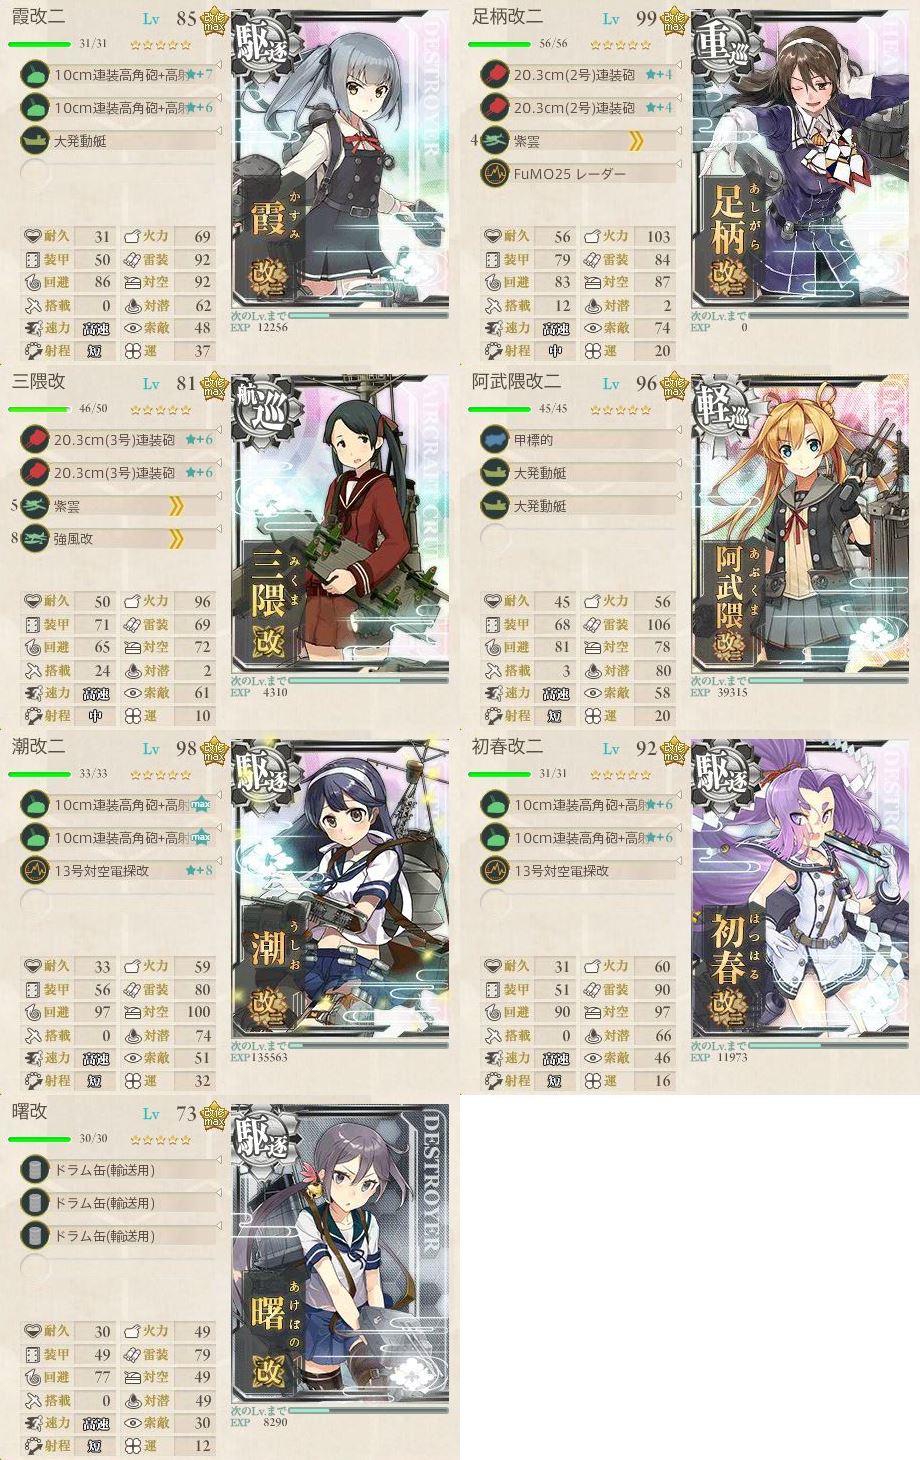 霞改二 Lv 85 改修max
31/31
10cm連装高角砲+高射 ★+7
10cm連装高角砲+高射 ★+6
大発動艇
耐久 31 火力 69
装甲 50 雷装 92
回避 86 対空 92
搭載 0 対潜 62
速力 高速 索敵 48
射程 短 運 37
駆逐
DESTROYER
霞 かすみ
改二
次のLv.まで
EXP 12256
足柄改二 Lv 99 改修max
56/56
20.3cm(2号)連装砲 ★+4
20.3cm(2号)連装砲 ★+4
4 紫雲
FuMO25 レーダー
耐久 56 火力 103
装甲 79 雷装 84
回避 83 対空 87
搭載 12 対潜 2
速力 高速 索敵 74
射程 中 運 20
重巡
足柄 あしがら
改二
次のLv.まで
EXP 0
三隈改 Lv 81 改修max
46/50
20.3cm(3号)連装砲 ★+6
20.3cm(3号)連装砲 ★+6
5 紫雲
8 強風改
耐久 50 火力 96
装甲 71 雷装 69
回避 65 対空 72
搭載 24 対潜 2
速力 高速 索敵 61
射程 中 運 10
航巡
三隈 みくま
改
次のLv.まで
EXP 4310
阿武隈改二 Lv 96 改修max
45/45
甲標的
大発動艇
大発動艇
耐久 45 火力 56
装甲 68 雷装 106
回避 81 対空 78
搭載 3 対潜 80
速力 高速 索敵 58
射程 短 運 20
軽巡
阿武隈 あぶくま
改二
次のLv.まで
EXP 39315
潮改二 Lv 98 改修max
33/33
10cm連装高角砲+高射 max
10cm連装高角砲+高射 max
13号対空電探改 ★+8
耐久 33 火力 59
装甲 56 雷装 80
回避 97 対空 100
搭載 0 対潜 74
速力 高速 索敵 51
射程 短 運 32
駆逐
潮 うしお
改二
次のLv.まで
EXP 135563
初春改二 Lv 92 改修max
31/31
10cm連装高角砲+高射 ★+6
10cm連装高角砲+高射 ★+6
13号対空電探改
耐久 31 火力 60
装甲 51 雷装 90
回避 90 対空 97
搭載 0 対潜 66
速力 高速 索敵 46
射程 短 運 16
駆逐
初春 はつはる
改二
次のLv.まで
EXP 11973
曙改 Lv 73 改修max
30/30
ドラム缶(輸送用)
ドラム缶(輸送用)
ドラム缶(輸送用)
耐久 30 火力 49
装甲 49 雷装 79
回避 77 対空 49
搭載 0 対潜 49
速力 高速 索敵 30
射程 短 運 12
駆逐
DESTROYER
曙 あけぼの
改
次のLv.まで
EXP 8290